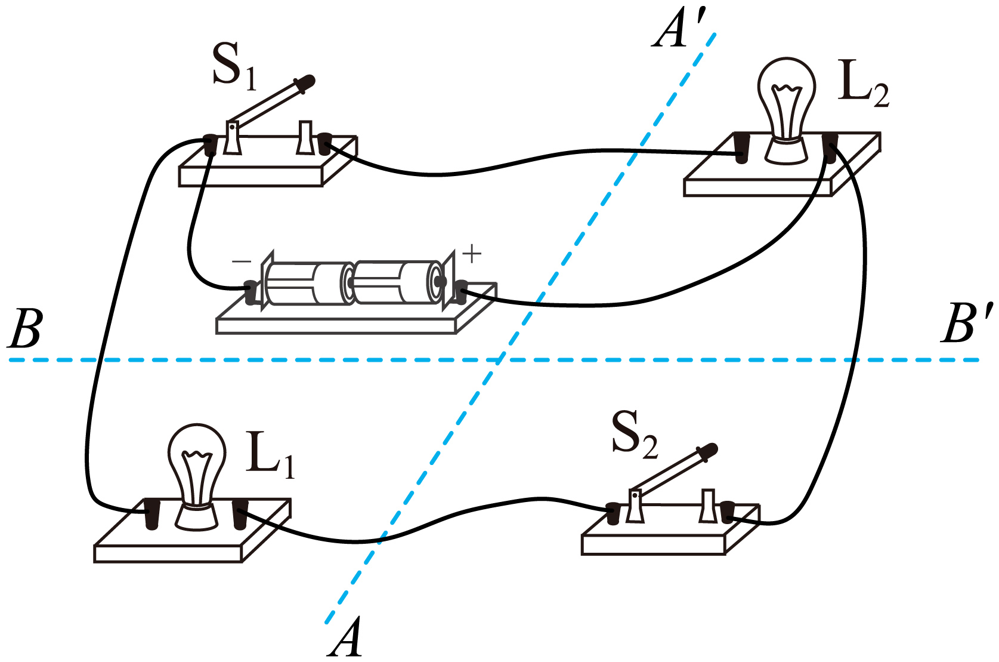 A′
S₁
L₂
− +
B B′
S₂
L₁
A